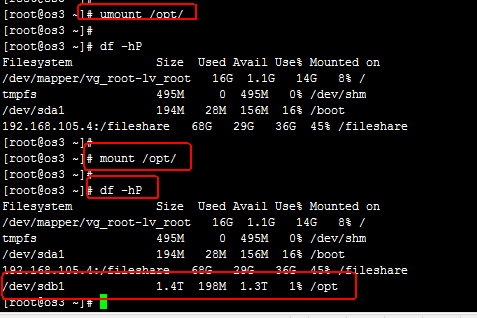 [root@os3 ~]# umount /opt/
[root@os3 ~]#
[root@os3 ~]# df -hP
Filesystem Size Used Avail Use% Mounted on
/dev/mapper/vg_root-lv_root 16G 1.1G 14G 8% /
tmpfs 495M 0 495M 0% /dev/shm
/dev/sda1 194M 28M 156M 16% /boot
192.168.105.4:/fileshare 68G 29G 36G 45% /fileshare
[root@os3 ~]#
[root@os3 ~]# mount /opt/
[root@os3 ~]#
[root@os3 ~]# df -hP
Filesystem Size Used Avail Use% Mounted on
/dev/mapper/vg_root-lv_root 16G 1.1G 14G 8% /
tmpfs 495M 0 495M 0% /dev/shm
/dev/sda1 194M 28M 156M 16% /boot
192.168.105.4:/fileshare 68G 29G 36G 45% /fileshare
/dev/sdb1 1.4T 198M 1.3T 1% /opt
[root@os3 ~]#